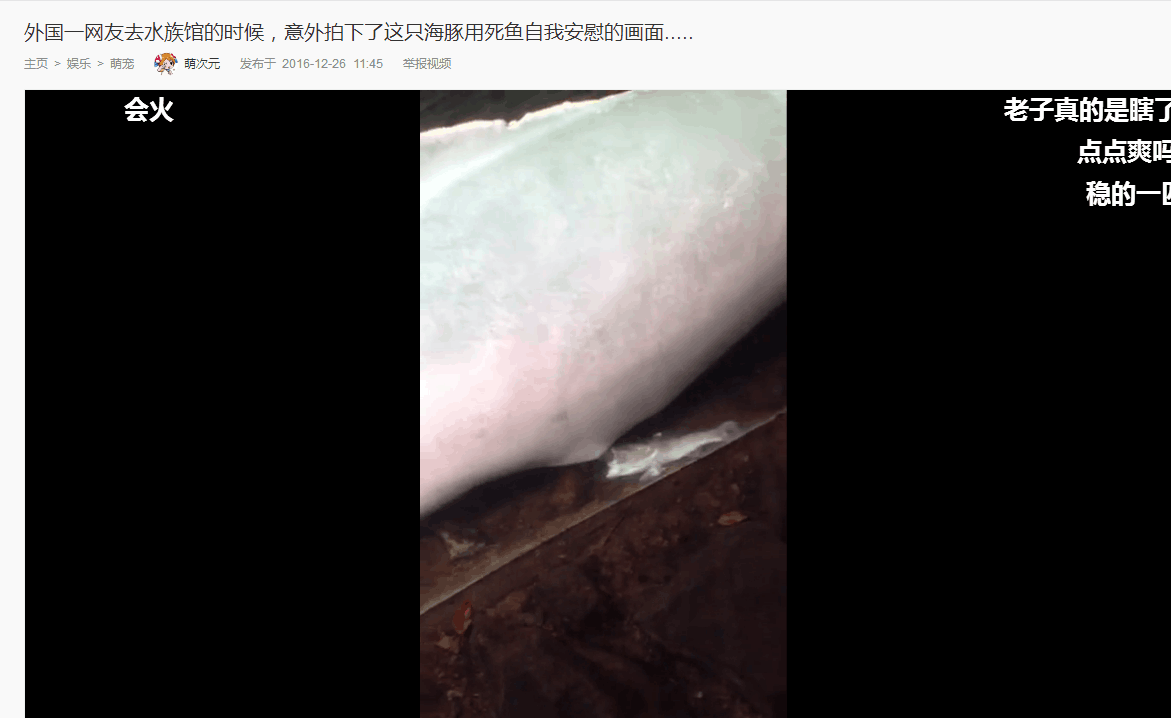 外国一网友去水族馆的时候，意外拍下了这只海豚用死鱼自我安慰的画面.....
主页 > 娱乐 > 萌宠 萌次元 发布于 2016-12-26 11:45 举报视频
会火 老子真的是瞎了
点点爽吗
稳的一匹